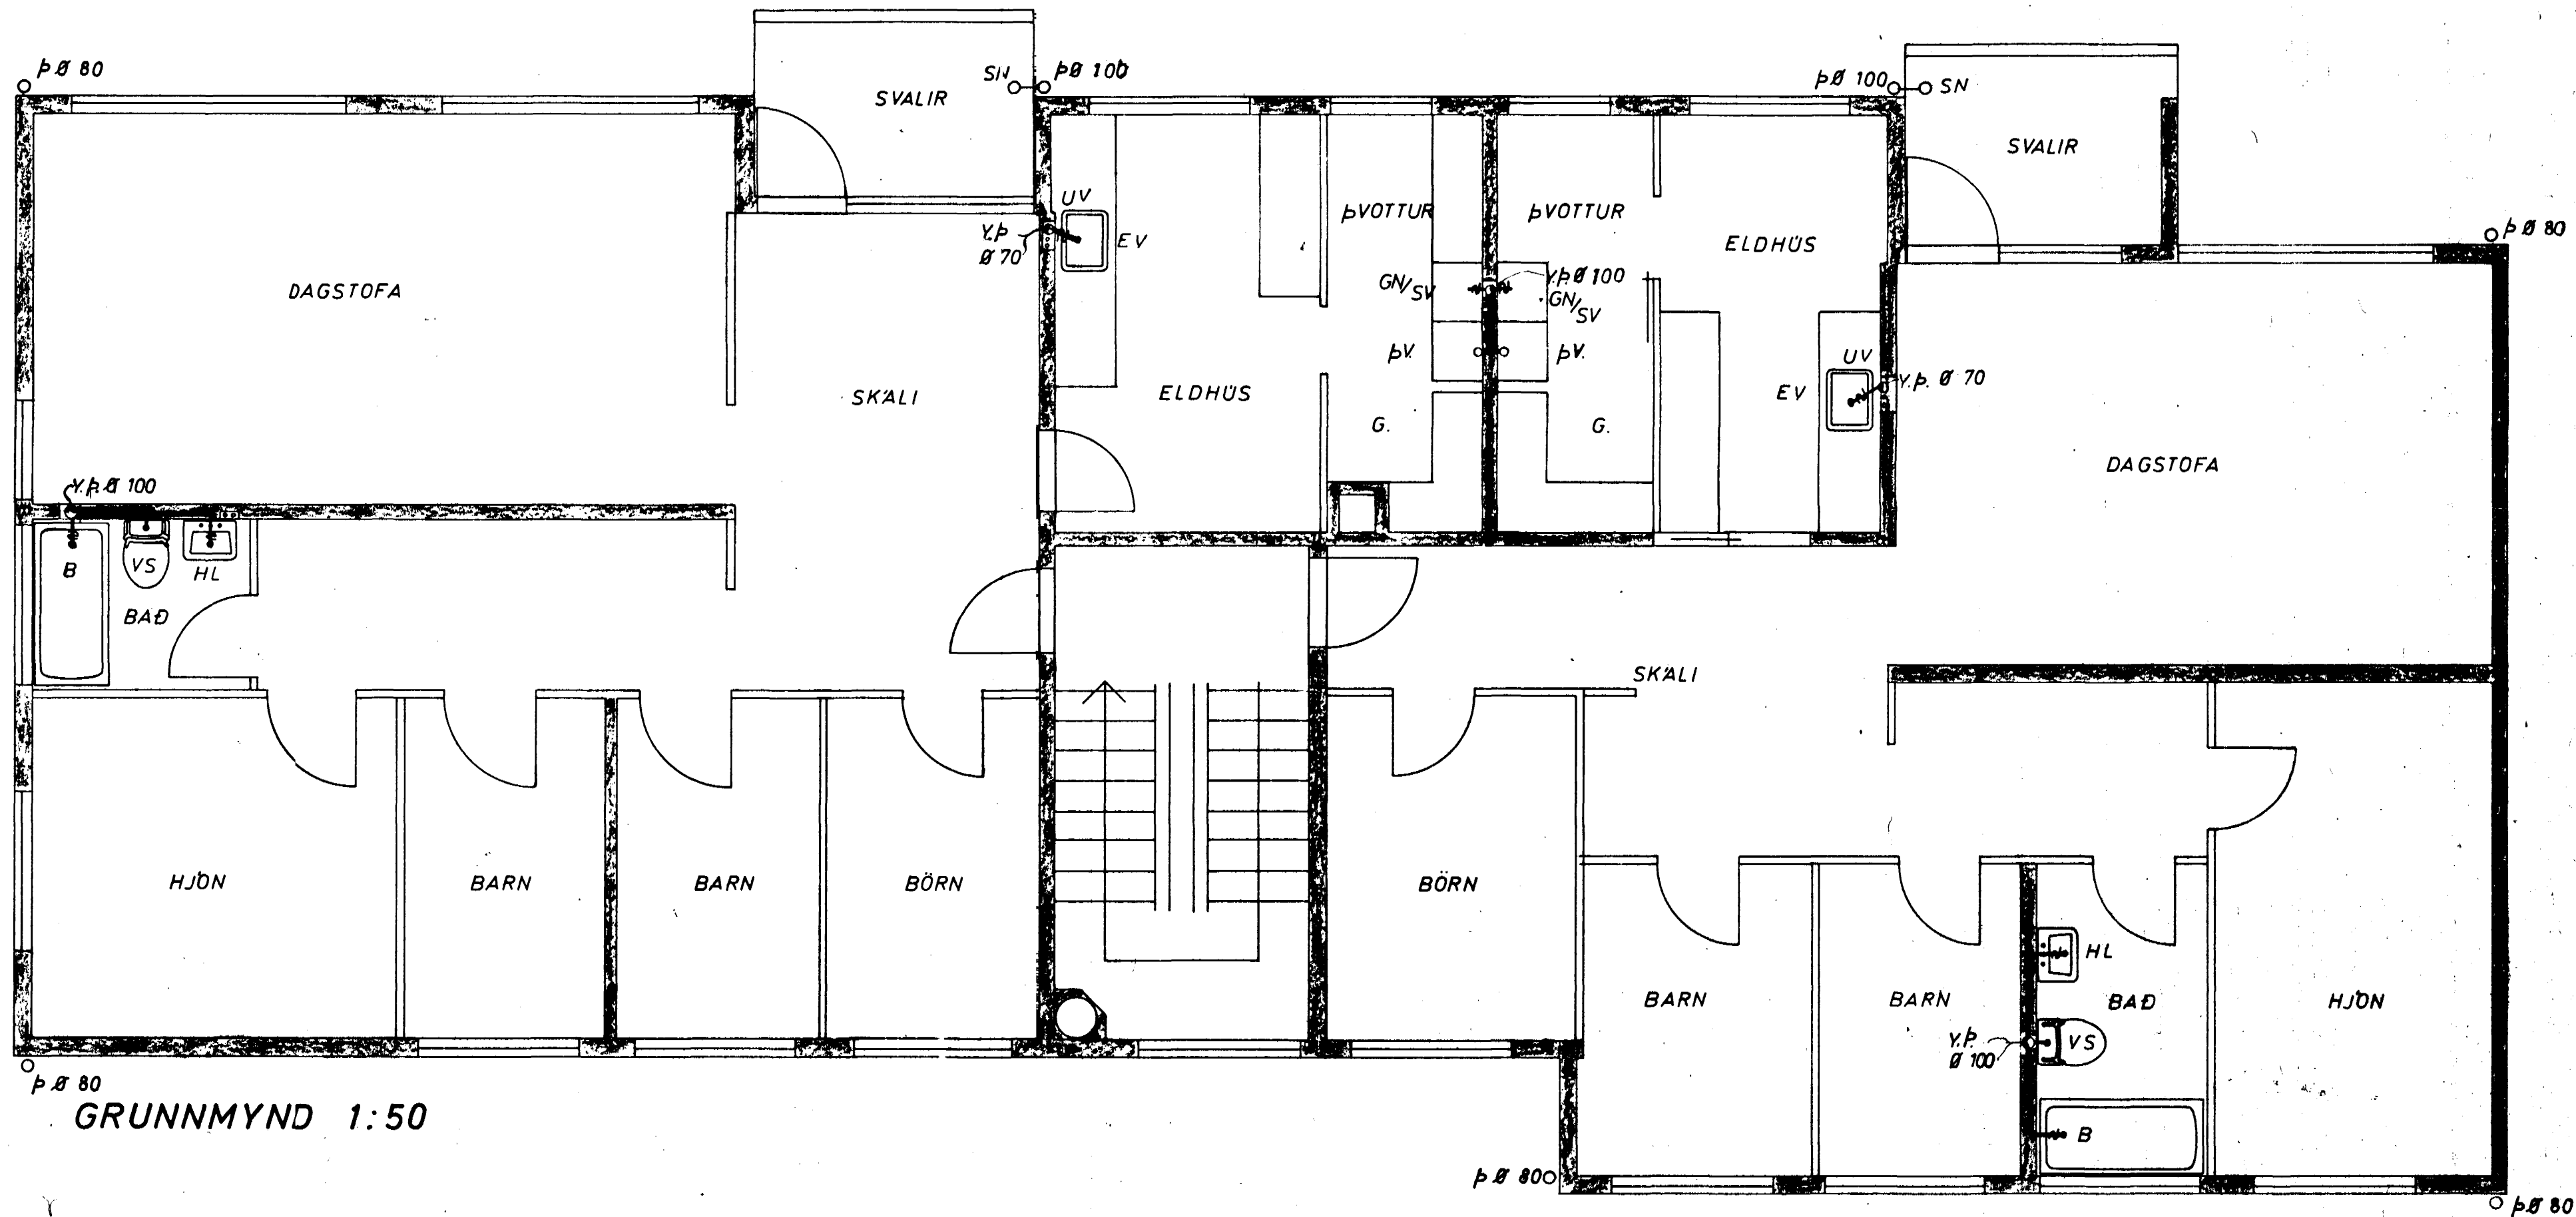 þ Ø 80
SN
þ Ø 100
þ Ø 100
SN
SVALIR
SVALIR
þ Ø 80
UV
Y.Þ
Ø 70
EV
ÞVOTTUR
ÞVOTTUR
ELDHÚS
DAGSTOFA
GN/SV
Y.Þ. Ø 100
GN/SV
ÞV.
ÞV.
UV
EV
Y.Þ. Ø 70
SKÁLI
ELDHÚS
G.
G.
DAGSTOFA
Y.Þ. Ø 100
B
VS
HL
BAÐ
SKÁLI
HJÓN
BARN
BARN
BÖRN
BÖRN
HL
BARN
BARN
BAÐ
HJÓN
Y.Þ.
Ø 100
VS
þ Ø 80
GRUNNMYND 1:50
B
þ Ø 80
þ Ø 80